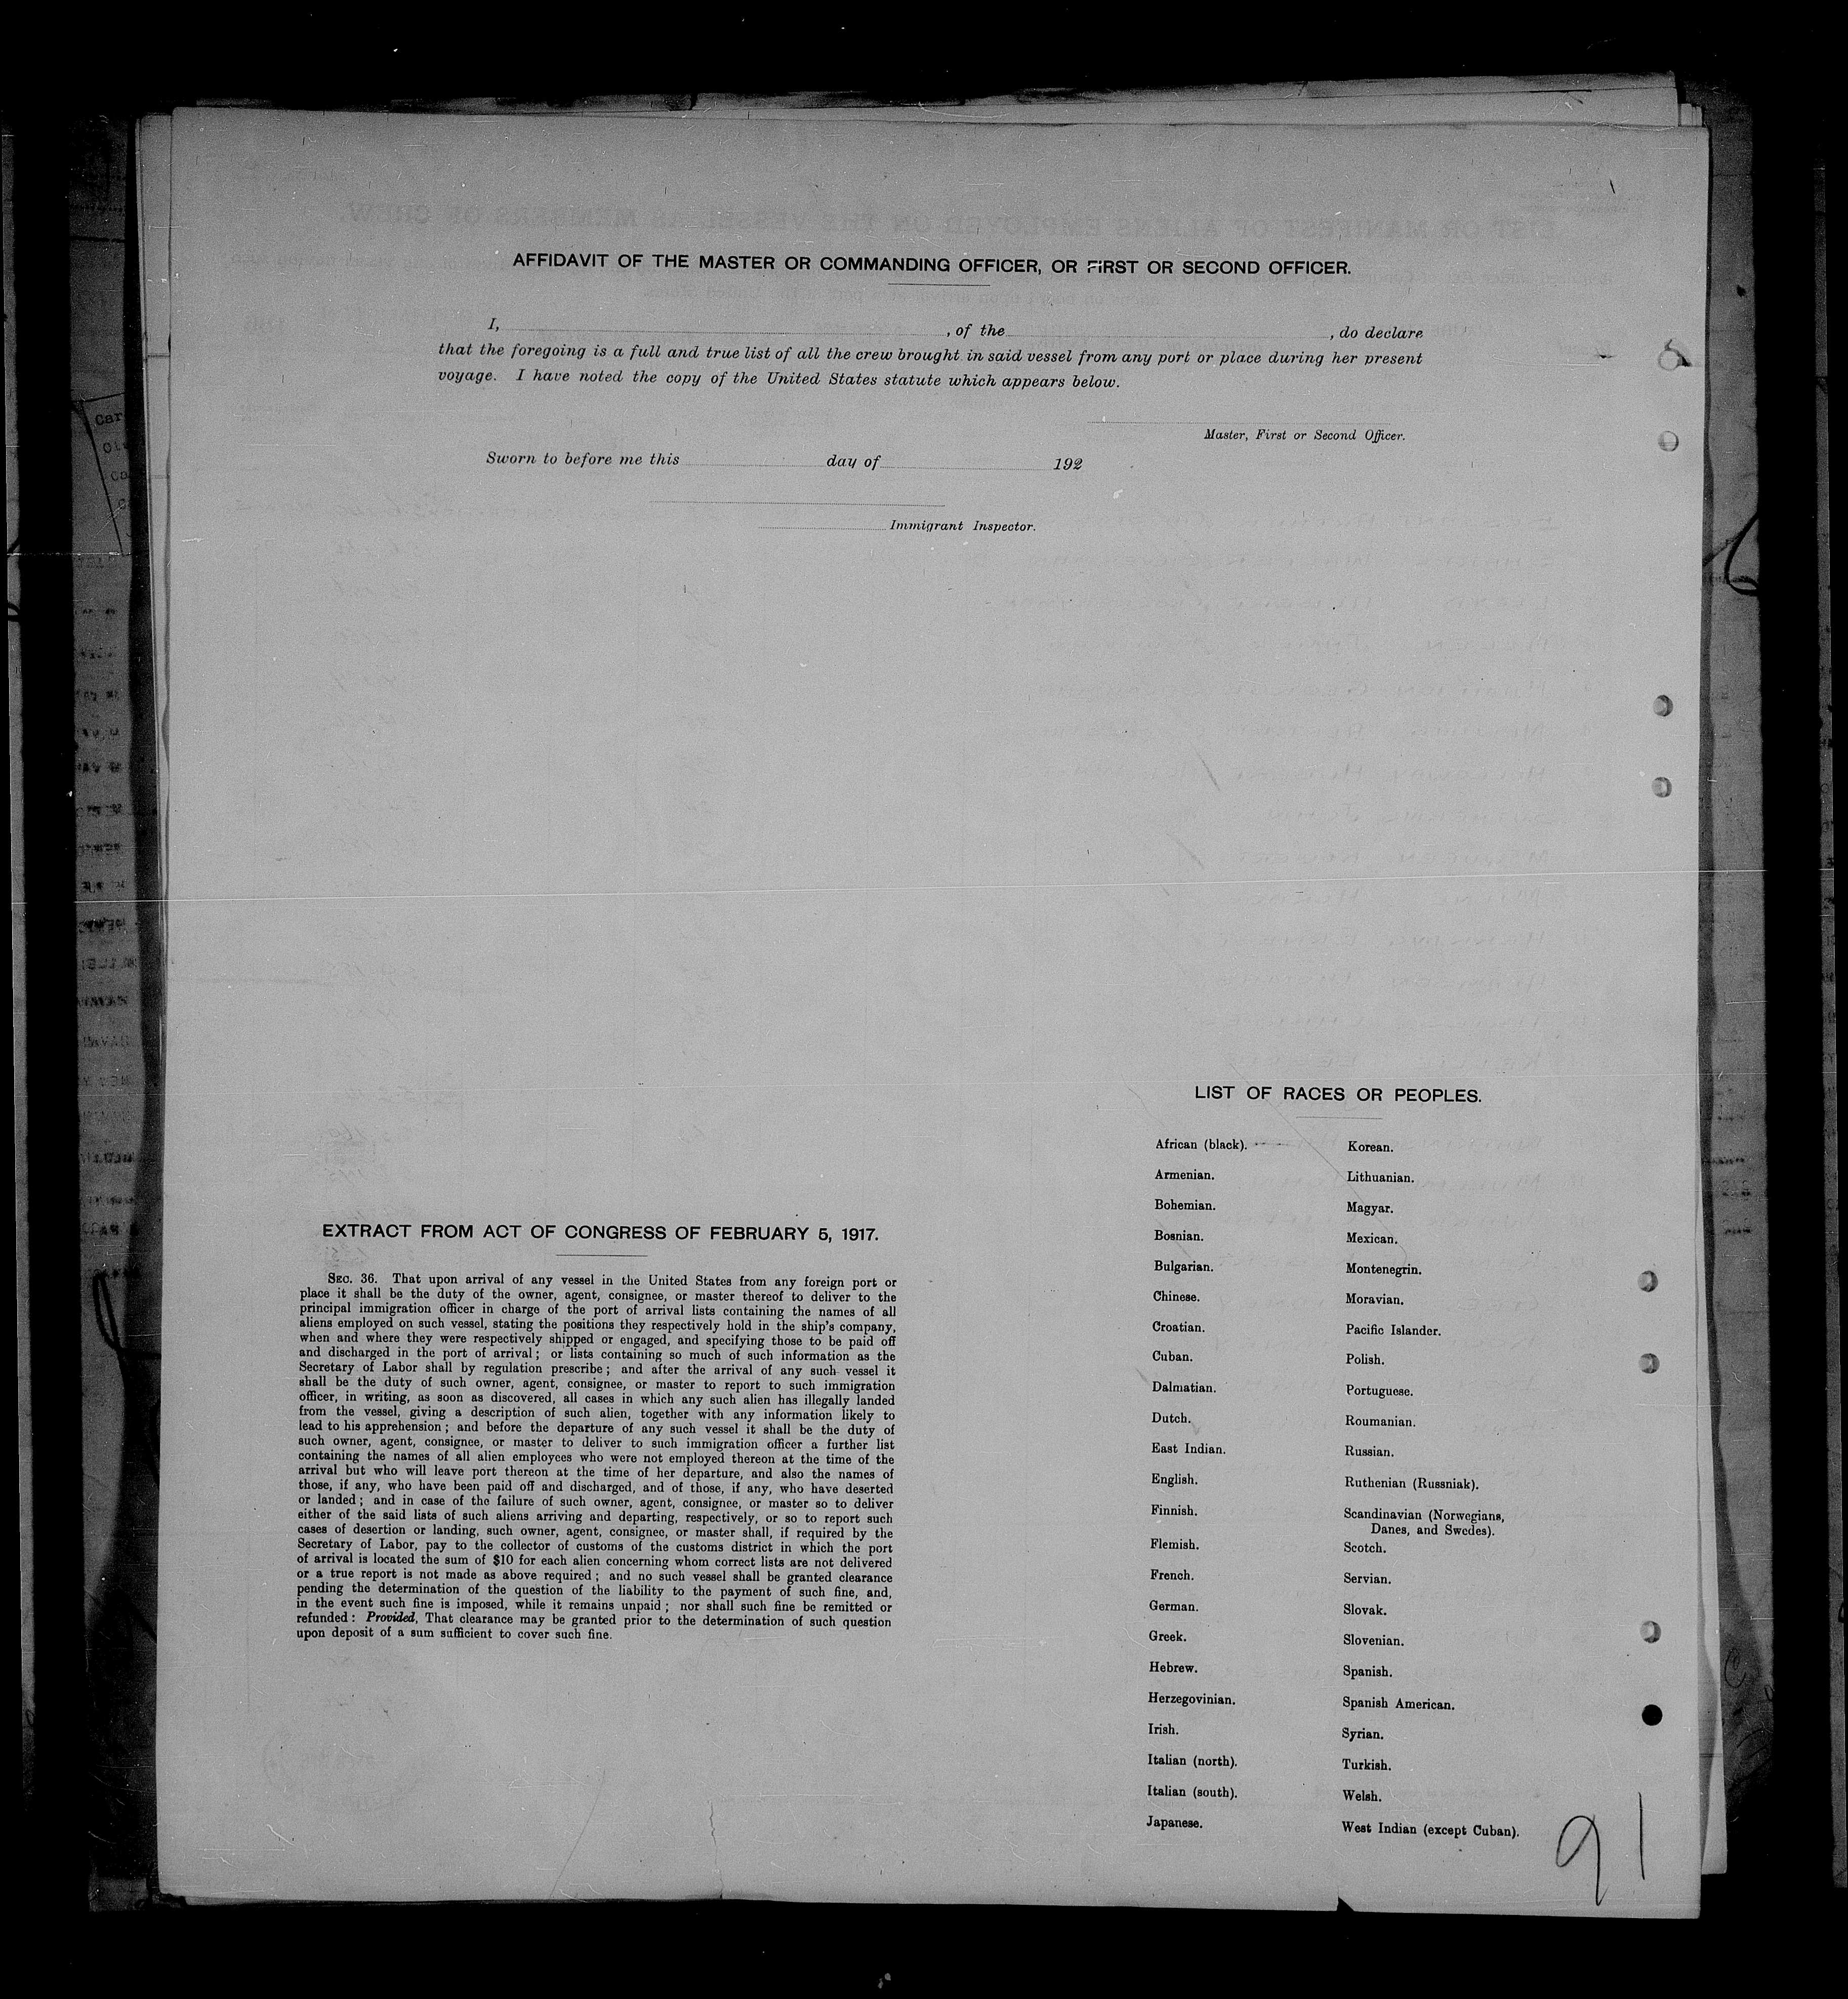 AFFIDAVIT OF THE MASTER OR COMMANDING OFFICER, OR FIRST OR SECOND OFFICER.
I, , of the , do declare
that the foregoing is a full and true list of all the crew brought in said vessel from any port or place during her present
voyage. I have noted the copy of the United States statute which appears below.
Master, First or Second Officer.
Sworn to before me this day of 192
Immigrant Inspector.
EXTRACT FROM ACT OF CONGRESS OF FEBRUARY 5, 1917.
SEC. 36. That upon arrival of any vessel in the United States from any foreign port or
place it shall be the duty of the owner, agent, consignee, or master thereof to deliver to the
principal immigration officer in charge of the port of arrival lists containing the names of all
aliens employed on such vessel, stating the positions they respectively hold in the ship's company,
when and where they were respectively shipped or engaged, and specifying those to be paid off
and discharged in the port of arrival; or lists containing so much of such information as the
Secretary of Labor shall by regulation prescribe; and after the arrival of any such vessel it
shall be the duty of such owner, agent, consignee, or master to report to such immigration
officer, in writing, as soon as discovered, all cases in which any such alien has illegally landed
from the vessel, giving a description of such alien, together with any information likely to
lead to his apprehension; and before the departure of any such vessel it shall be the duty of
such owner, agent, consignee, or master to deliver to such immigration officer a further list
containing the names of all alien employees who were not employed thereon at the time of the
arrival but who will leave port thereon at the time of her departure, and also the names of
those, if any, who have been paid off and discharged, and of those, if any, who have deserted
or landed; and in case of the failure of such owner, agent, consignee, or master so to deliver
either of the said lists of such aliens arriving and departing, respectively, or so to report such
cases of desertion or landing, such owner, agent, consignee, or master shall, if required by the
Secretary of Labor, pay to the collector of customs of the customs district in which the port
of arrival is located the sum of $10 for each alien concerning whom correct lists are not delivered
or a true report is not made as above required; and no such vessel shall be granted clearance
pending the determination of the question of the liability to the payment of such fine, and,
in the event such fine is imposed, while it remains unpaid; nor shall such fine be remitted or
refunded: Provided, That clearance may be granted prior to the determination of such question
upon deposit of a sum sufficient to cover such fine.
LIST OF RACES OR PEOPLES.
African (black).
Armenian.
Bohemian.
Bosnian.
Bulgarian.
Chinese.
Croatian.
Cuban.
Dalmatian.
Dutch.
East Indian.
English.
Finnish.
Flemish.
French.
German.
Greek.
Hebrew.
Herzegovinian.
Irish.
Italian (north).
Italian (south).
Japanese.
Korean.
Lithuanian.
Magyar.
Mexican.
Montenegrin.
Moravian.
Pacific Islander.
Polish.
Portuguese.
Roumanian.
Russian.
Ruthenian (Russniak).
Scandinavian (Norwegians,
Danes, and Swedes).
Scotch.
Servian.
Slovak.
Slovenian.
Spanish.
Spanish American.
Syrian.
Turkish.
Welsh.
West Indian (except Cuban).
91